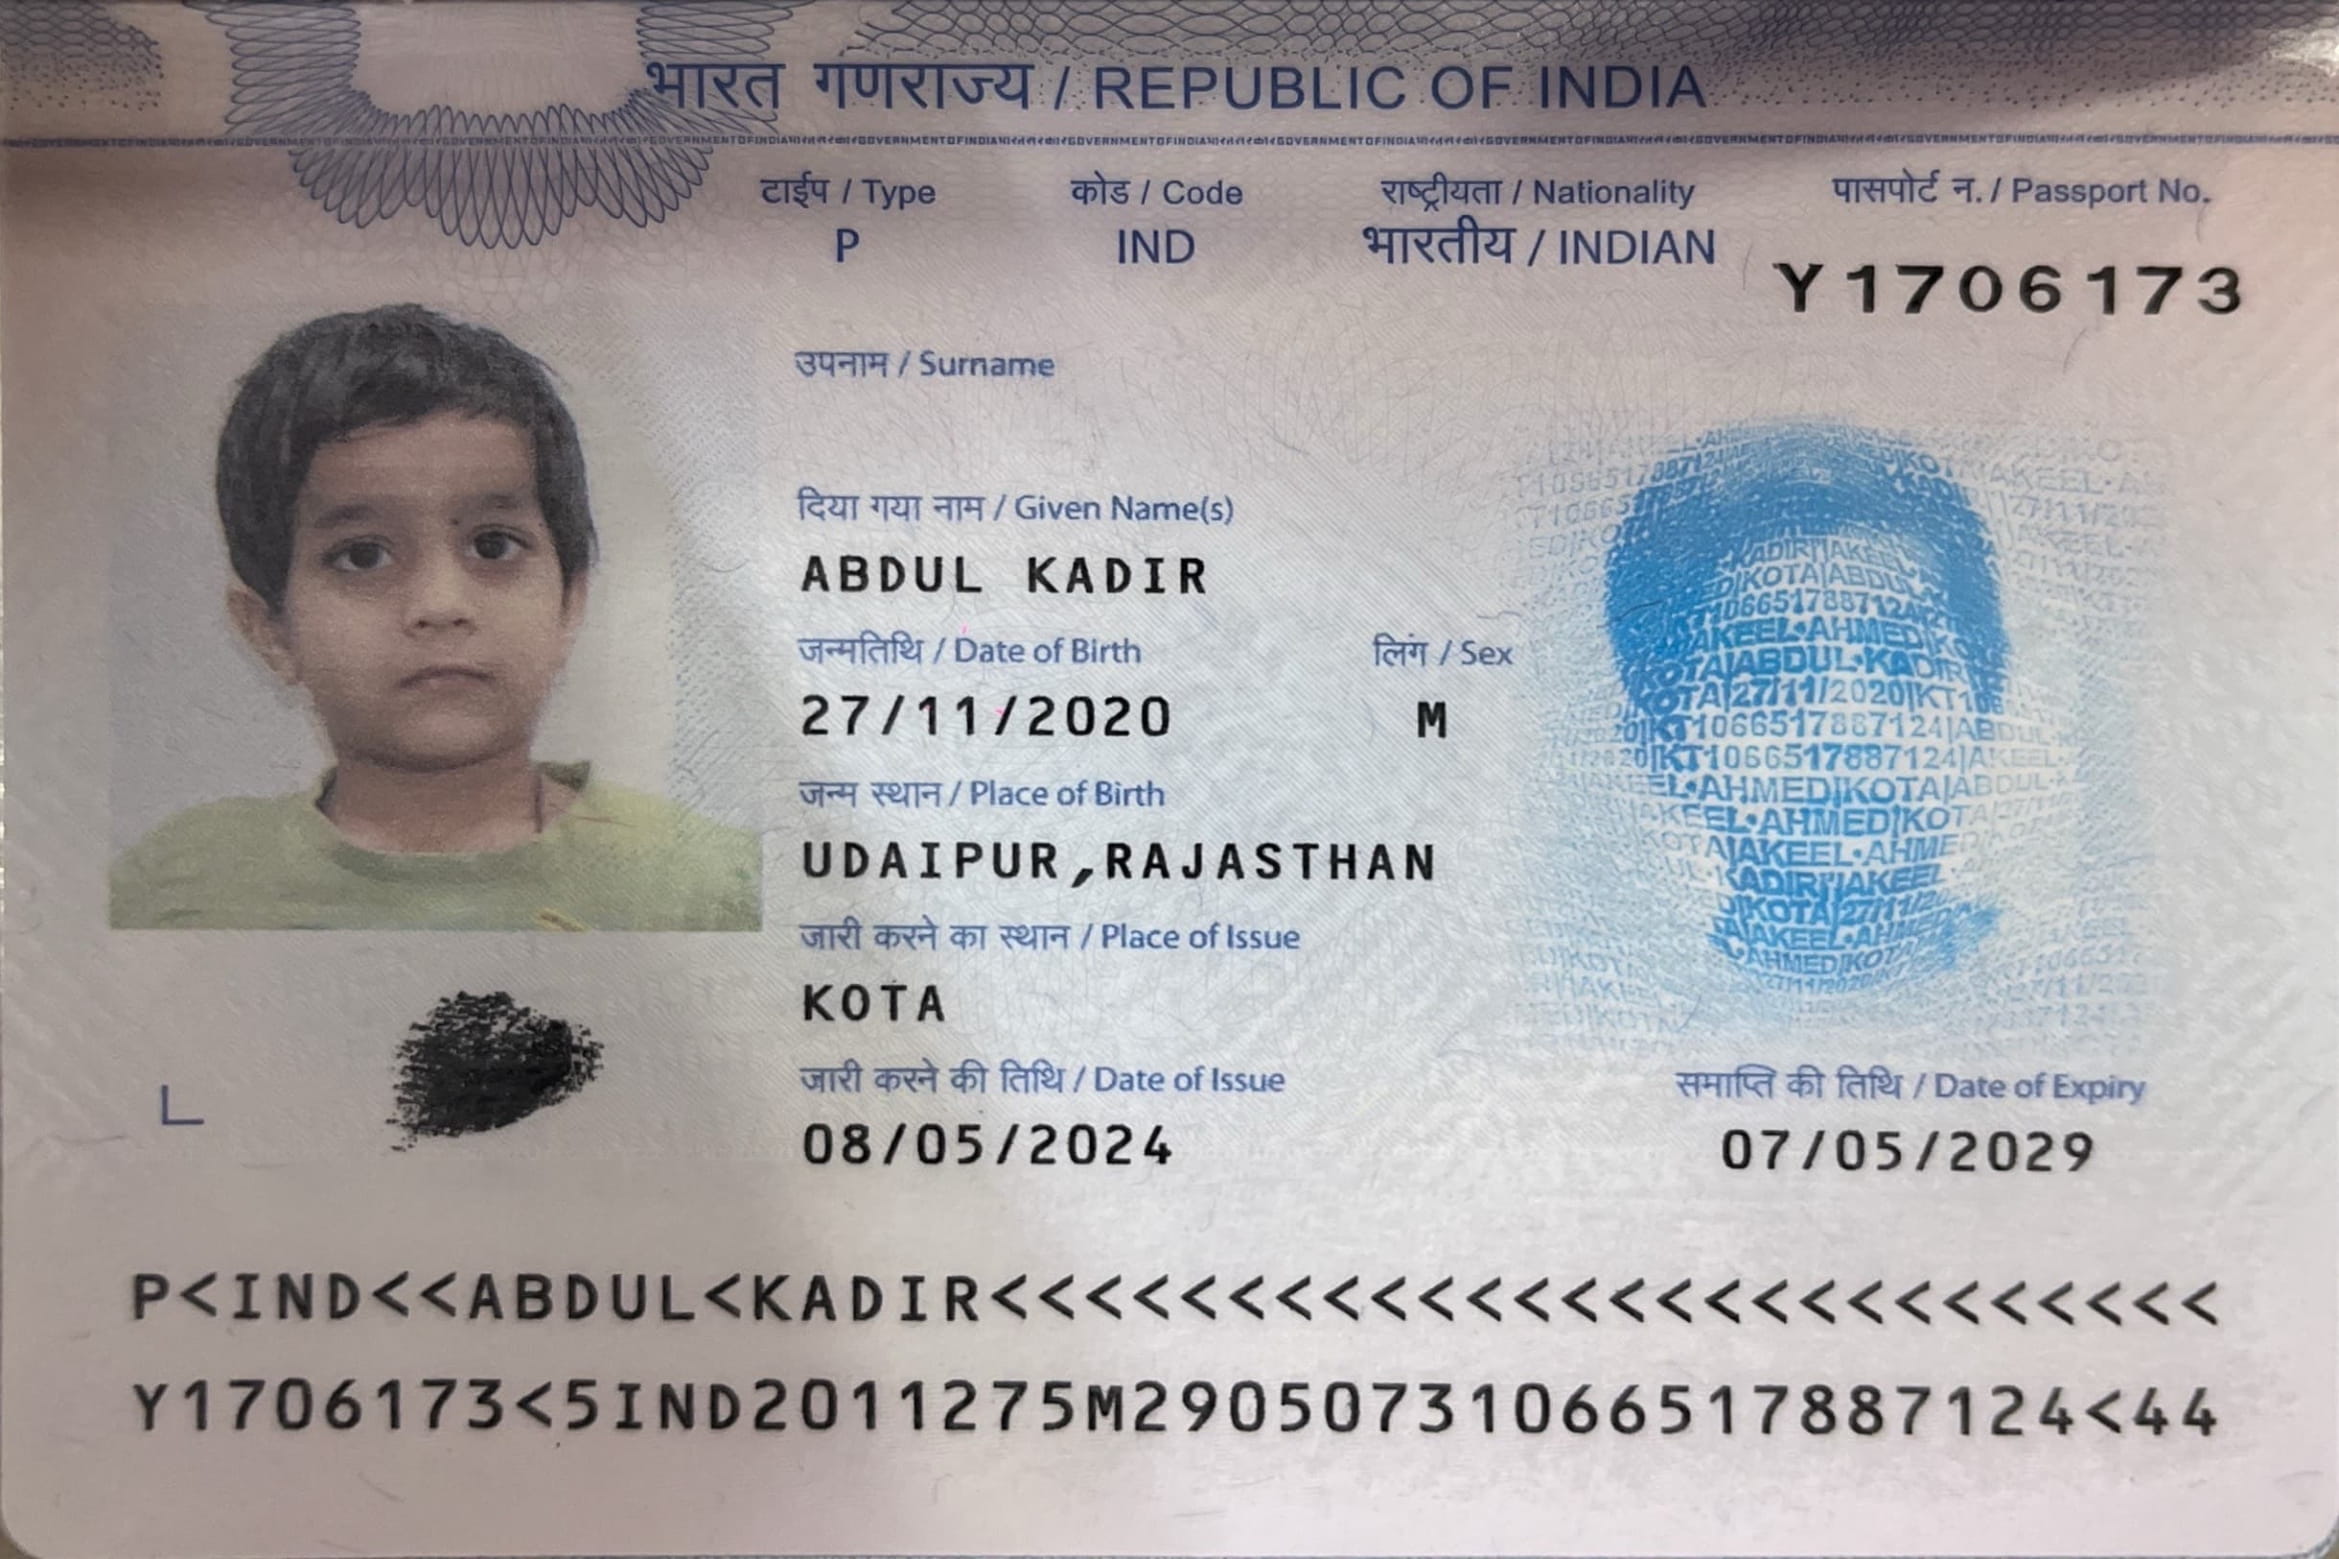 भारत गणराज्य / REPUBLIC OF INDIA
टाईप / Type
P
कोड / Code
IND
राष्ट्रीयता / Nationality
भारतीय / INDIAN
पासपोर्ट न. / Passport No.
Y1706173
उपनाम / Surname
दिया गया नाम / Given Name(s)
ABDUL KADIR
जन्मतिथि / Date of Birth
27/11/2020
लिंग / Sex
M
जन्म स्थान / Place of Birth
UDAIPUR,RAJASTHAN
जारी करने का स्थान / Place of Issue
KOTA
जारी करने की तिथि / Date of Issue
08/05/2024
समाप्ति की तिथि / Date of Expiry
07/05/2029
L
P<IND<<ABDUL<KADIR<<<<<<<<<<<<<<<<<<<<<<<<<<
Y1706173<5IND2011275M29050731066517887124<44